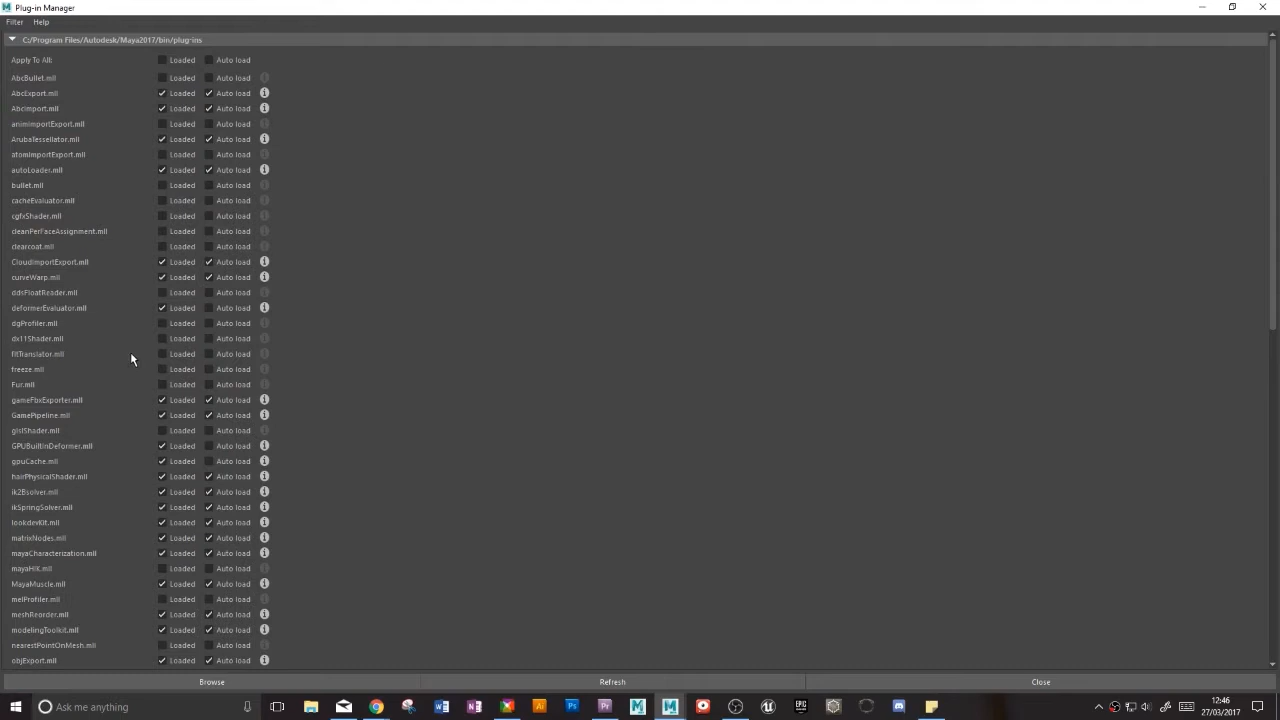 Plug-in Manager
Filter Help
C:/Program Files/Autodesk/Maya2017/bin/plug-ins
Apply To All: Loaded Auto load
AbcBullet.mll Loaded Auto load
AbcExport.mll Loaded Auto load
AbcImport.mll Loaded Auto load
animImportExport.mll Loaded Auto load
ArubaTessellator.mll Loaded Auto load
atomImportExport.mll Loaded Auto load
autoLoader.mll Loaded Auto load
bullet.mll Loaded Auto load
cacheEvaluator.mll Loaded Auto load
cgfxShader.mll Loaded Auto load
cleanPerFaceAssignment.mll Loaded Auto load
clearcoat.mll Loaded Auto load
CloudImportExport.mll Loaded Auto load
curveWarp.mll Loaded Auto load
ddsFloatReader.mll Loaded Auto load
deformerEvaluator.mll Loaded Auto load
dgProfiler.mll Loaded Auto load
dx11Shader.mll Loaded Auto load
fltTranslator.mll Loaded Auto load
freeze.mll Loaded Auto load
Fur.mll Loaded Auto load
gameFbxExporter.mll Loaded Auto load
GamePipeline.mll Loaded Auto load
glslShader.mll Loaded Auto load
GPUBuiltInDeformer.mll Loaded Auto load
gpuCache.mll Loaded Auto load
hairPhysicalShader.mll Loaded Auto load
ik2Bsolver.mll Loaded Auto load
ikSpringSolver.mll Loaded Auto load
lookdevKit.mll Loaded Auto load
matrixNodes.mll Loaded Auto load
mayaCharacterization.mll Loaded Auto load
mayaHIK.mll Loaded Auto load
MayaMuscle.mll Loaded Auto load
melProfiler.mll Loaded Auto load
meshReorder.mll Loaded Auto load
modelingToolkit.mll Loaded Auto load
nearestPointOnMesh.mll Loaded Auto load
objExport.mll Loaded Auto load
Browse Refresh Close
Ask me anything
12:46
27/03/2017